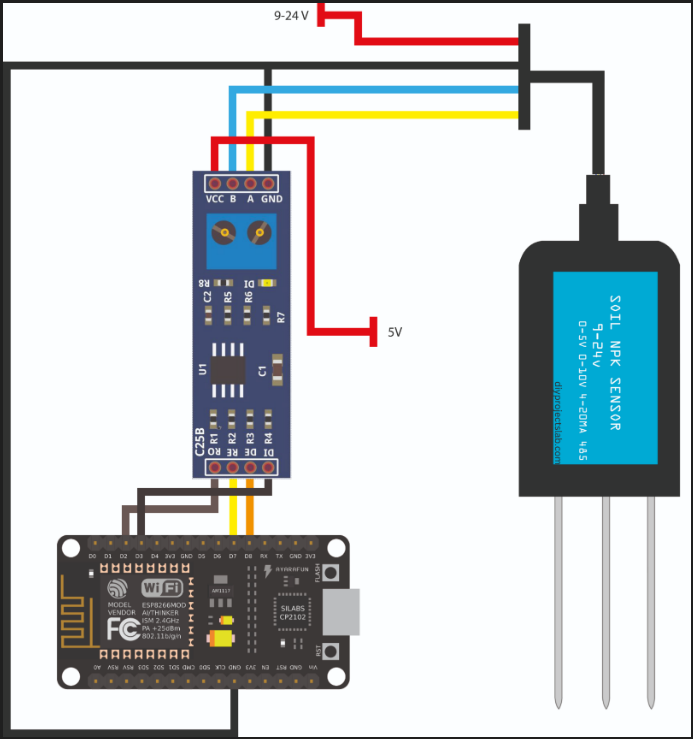 9-24 V
VCC B A GND
R8 DI
C2 R5 R6 R7
5V
U1 C1
C25B
R1 R2 R3 R4
RO RE DE DI
SOIL NPK SENSOR
9-24v
0-5V 0-10V 4-20MA 485
diyprojectslab.com
D0 D1 D2 D3 D4 3V3 GND D5 D6 D7 D8 RX TX GND 3V3
AYARAFUN
FLASH
WiFi
AM1117
MODEL
VENDOR
ESP8266MOD
AI/THINKER
ISM 2.4GHz
PA +25dBm
802.11b/g/n
FC
SILABS
CP2102
RST
A0 RSV RSV SD3 SD2 SD1 CMD SD0 CLK GND 3V3 EN RST GND Vin